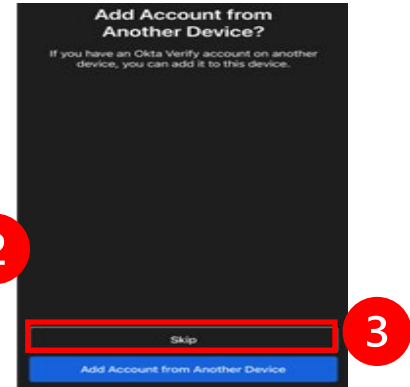 Add Account from
Another Device?
If you have an Okta Verify account on another
device, you can add it to this device.
2
Skip
3
Add Account from Another Device